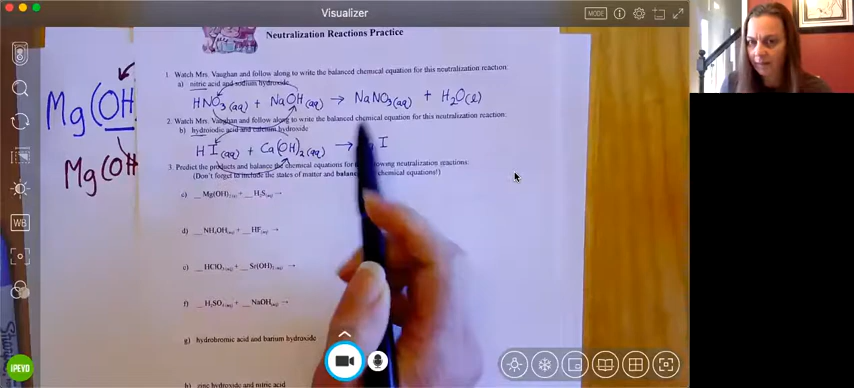 Visualizer
MODE
Neutralization Reactions Practice
1. Watch Mrs. Vaughan and follow along to write the balanced chemical equation for this neutralization reaction:
a) nitric acid and sodium hydroxide
HNO₃(aq) + NaOH(aq) → NaNO₃(aq) + H₂O(l)
Mg(OH
2. Watch Mrs. Vaughan and follow along to write the balanced chemical equation for this neutralization reaction:
b) hydroiodic acid and calcium hydroxide
HI(aq) + Ca(OH)₂(aq) → I
Mg(OH
3. Predict the products and balance the chemical equations for neutralization reactions:
(Don't forget to include the states of matter and chemical equations!)
c) __Mg(OH)₂(aq) + __H₂S(aq) →
d) __NH₄OH(aq) + __HF(aq) →
e) __HClO₃(aq) + __Sr(OH)₂(aq) →
WB
f) __H₂SO₄(aq) + __NaOH(aq) →
g) hydrobromic acid and barium hydroxide
IPEVO
h) zinc hydroxide and nitric acid